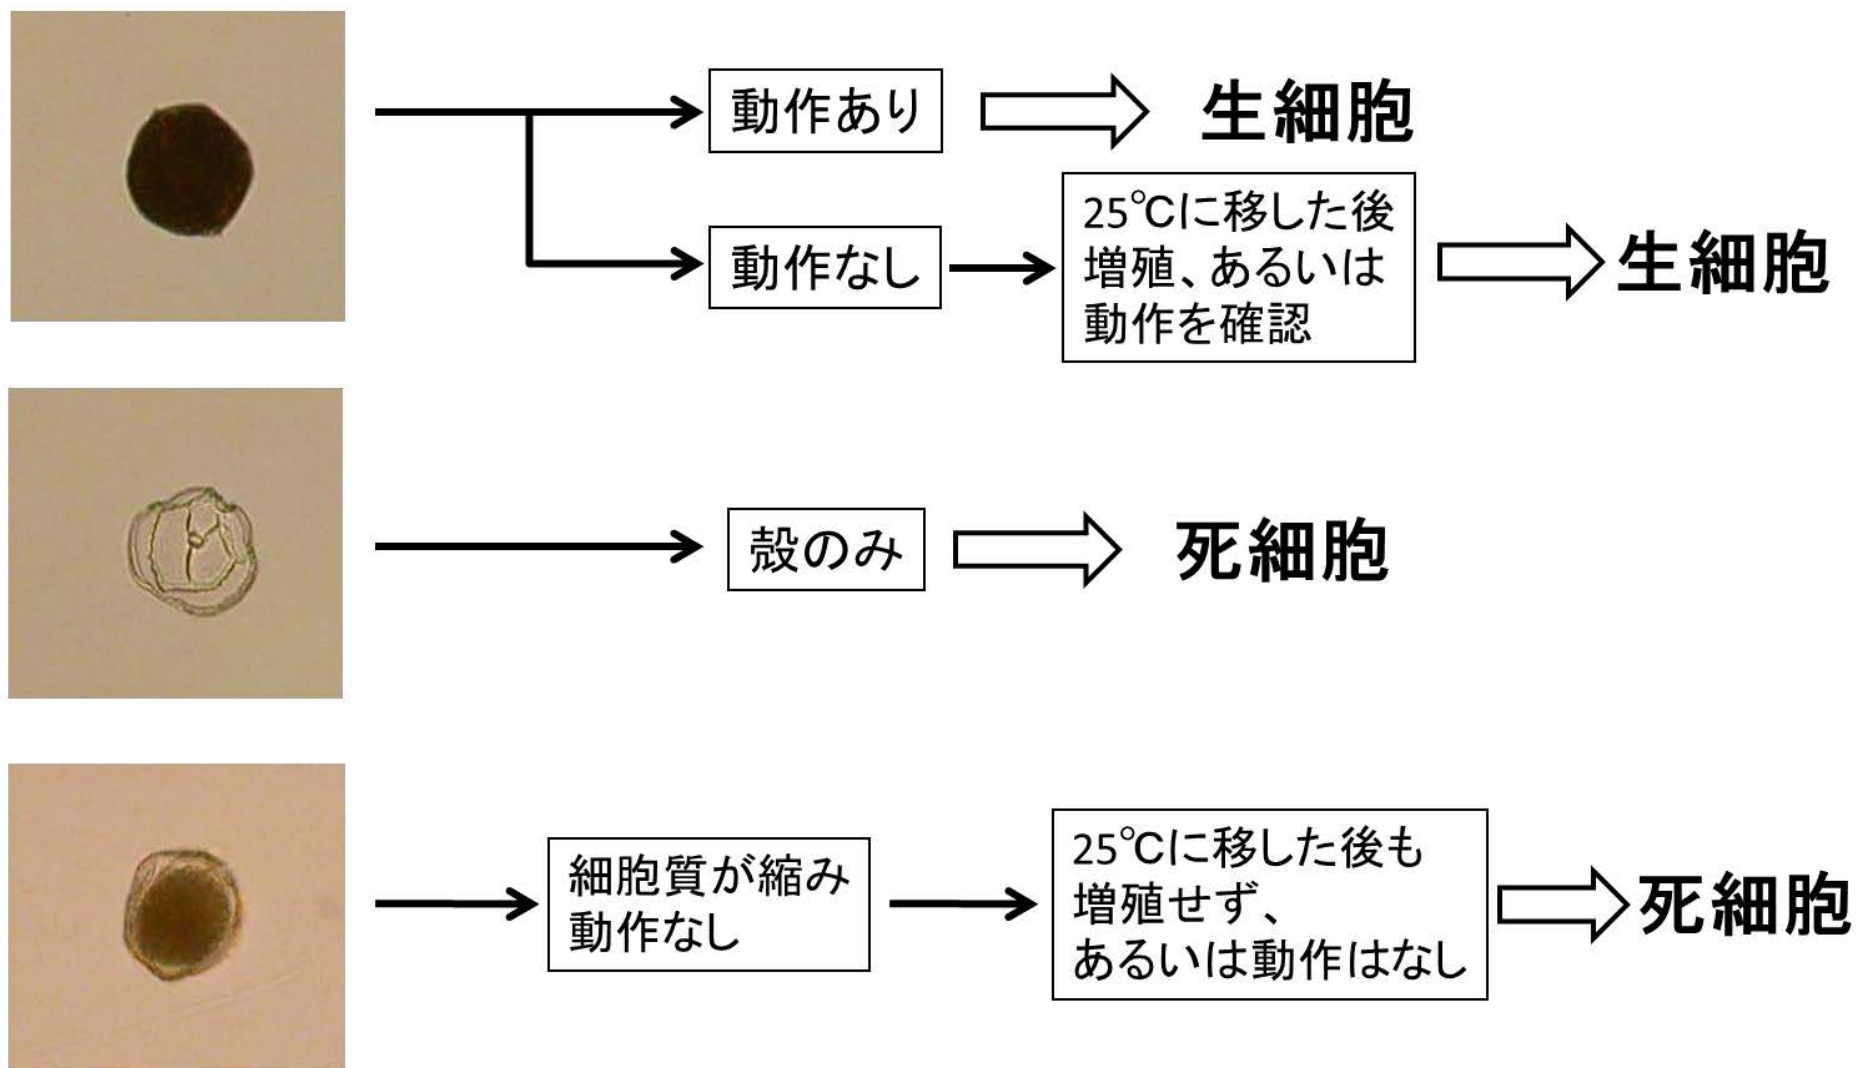 動作あり
生細胞
動作なし
25℃に移した後
増殖、あるいは
動作を確認
生細胞
殻のみ
死細胞
細胞質が縮み
動作なし
25℃に移した後も
増殖せず、
あるいは動作はなし
死細胞